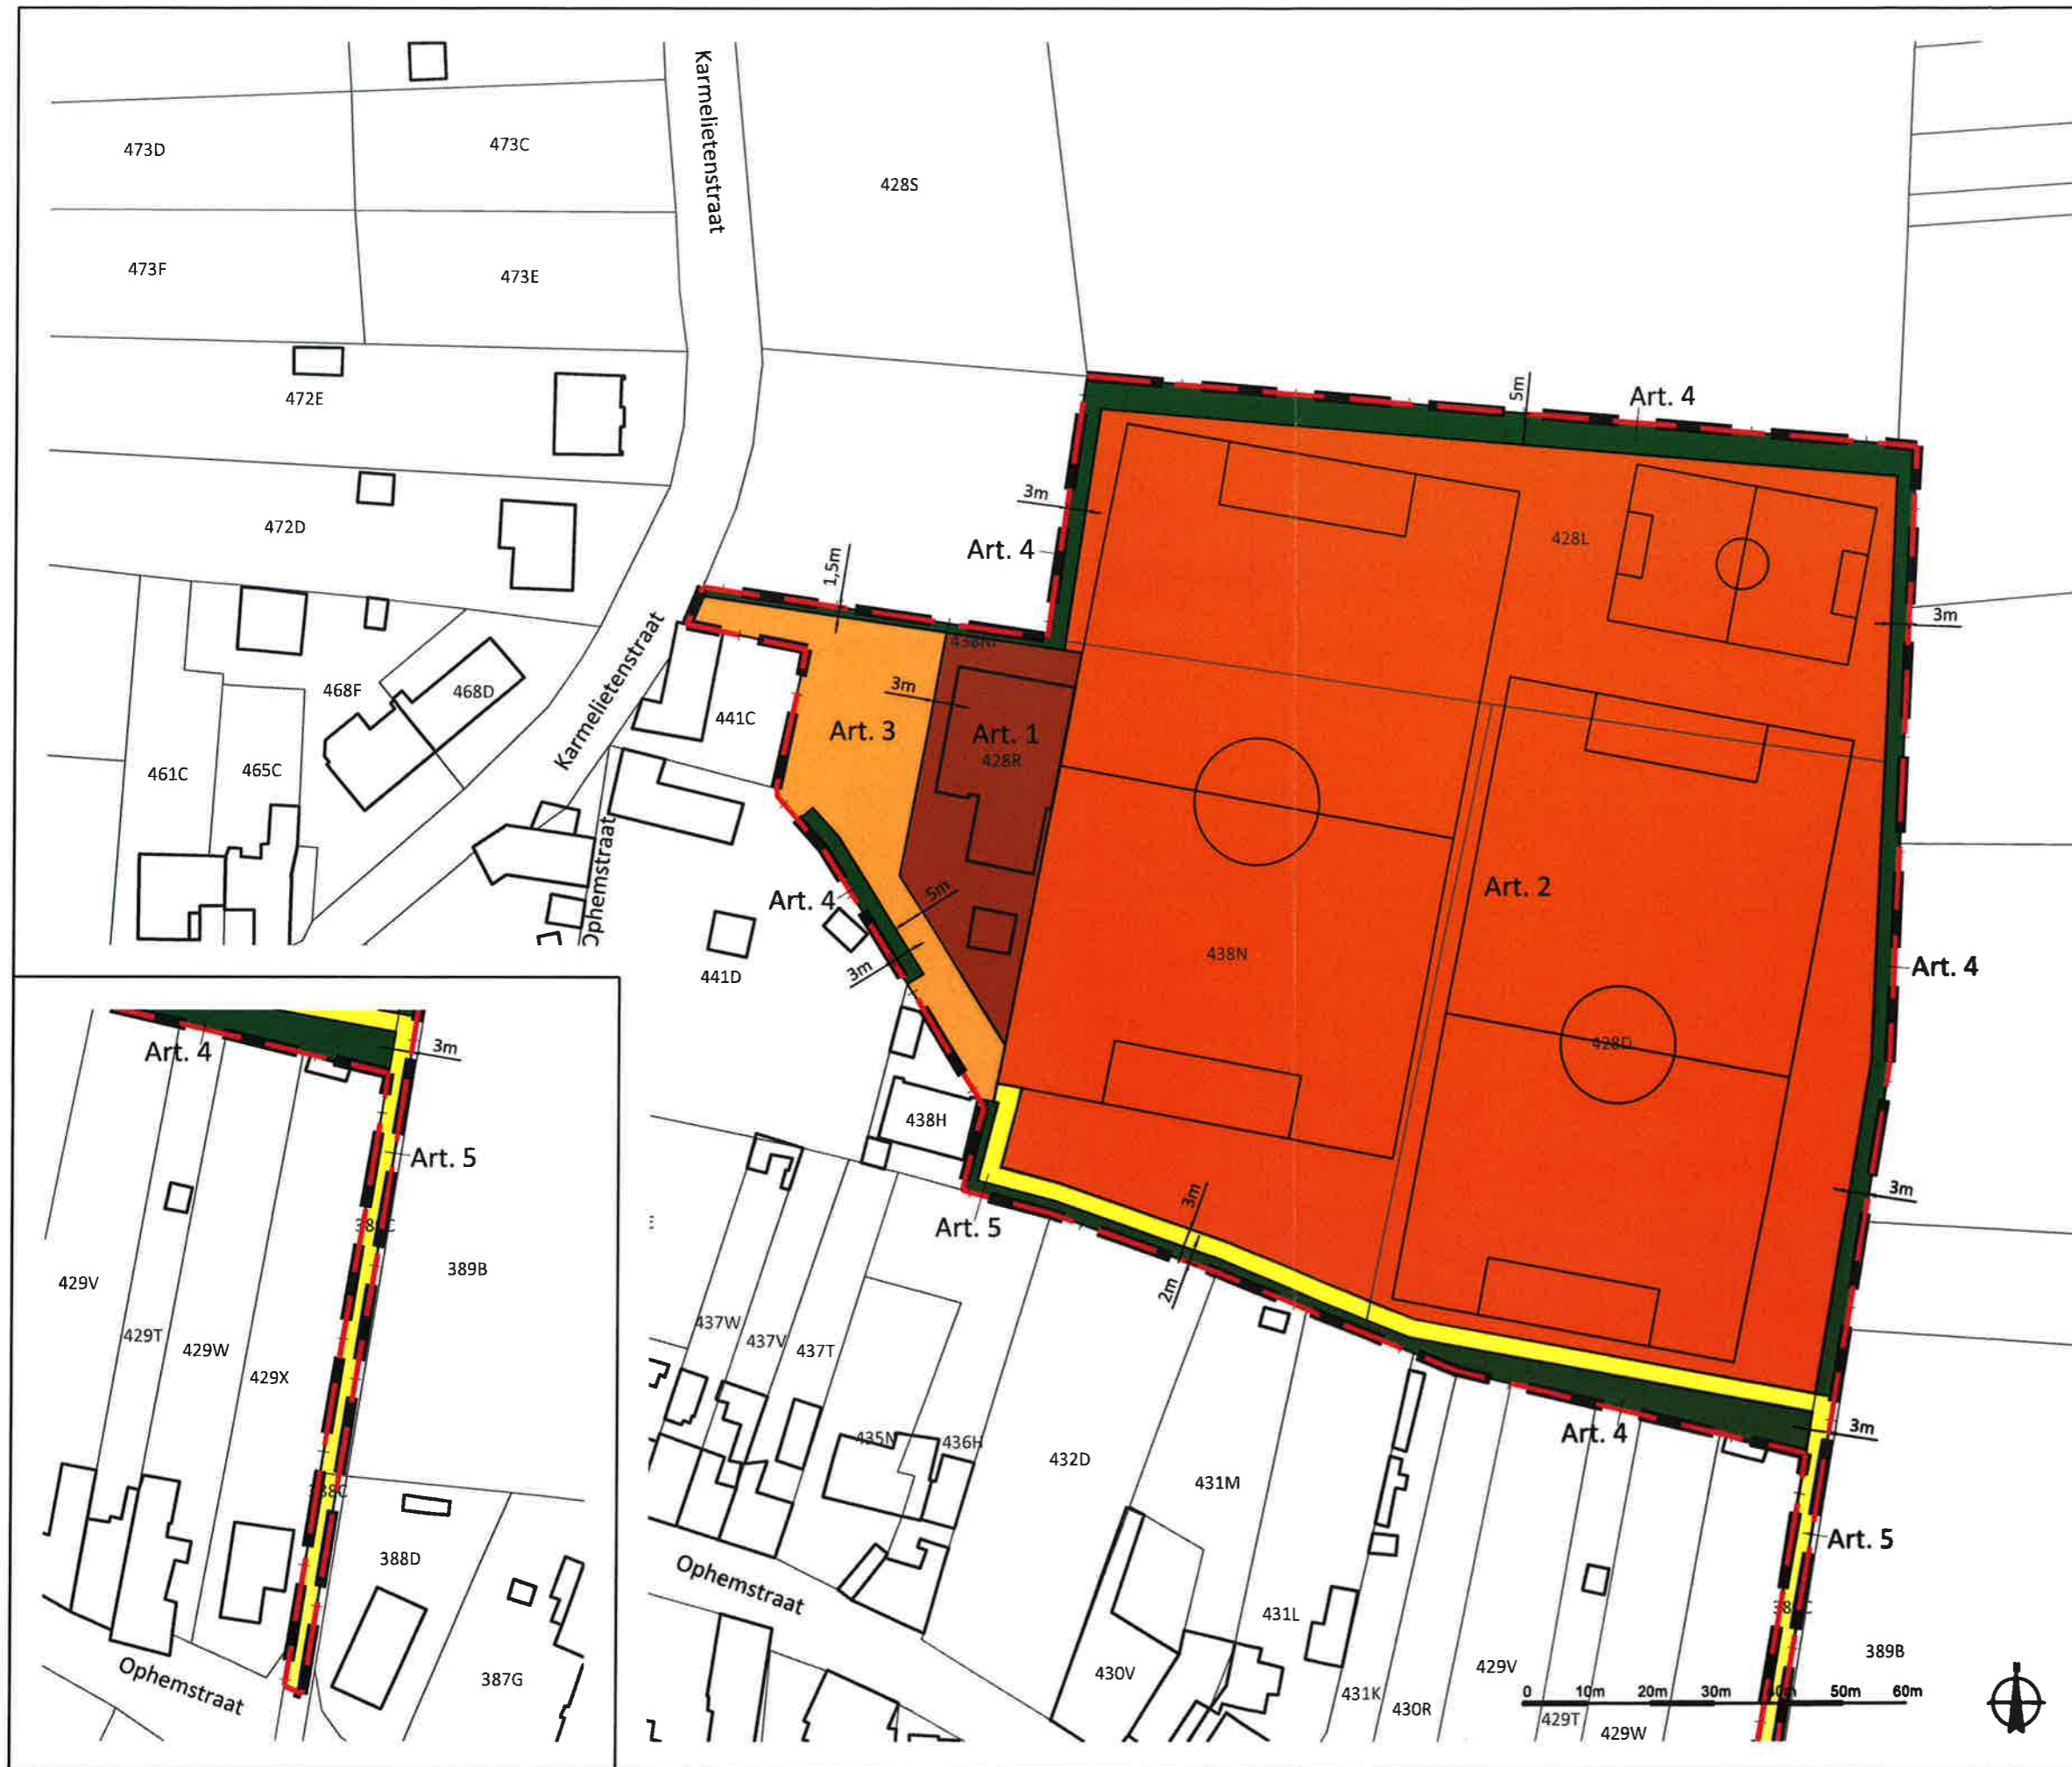 Karmelietenstraat
473D
473C
428S
473F
473E
472E
5m
Art. 4
3m
472D
Art. 4
428L
1,5m
3m
Karmelietenstraat
468F
468D
3m
441C
Art. 3
Art. 1
428R
461C
465C
Ophemstraat
Art. 4
5m
Art. 2
438N
3m
441D
Art. 4
428D
438H
3m
Art. 5
3m
2m
437W
437V
437T
435N
436H
432D
431M
Art. 4
3m
Art. 5
Ophemstraat
431L
430V
431K
430R
429V
429T
429W
389B
0 10m 20m 30m 40m 50m 60m
Art. 4
3m
Art. 5
389B
429V
429T
429W
429X
388D
387G
Ophemstraat